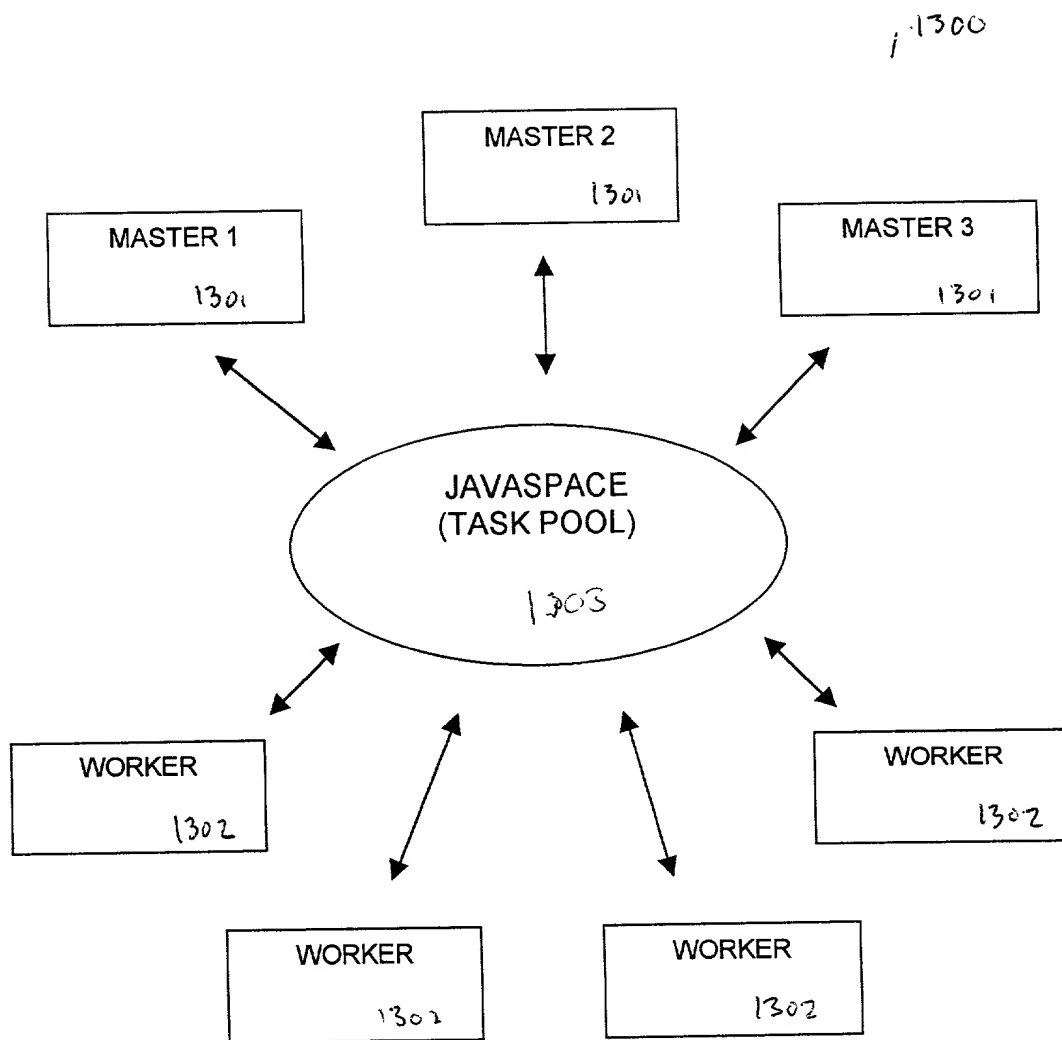 1300
MASTER 2
1301
MASTER 1
1301
MASTER 3
1301
JAVASPACE
(TASK POOL)
1303
WORKER
1302
WORKER
1302
WORKER
1302
WORKER
1302